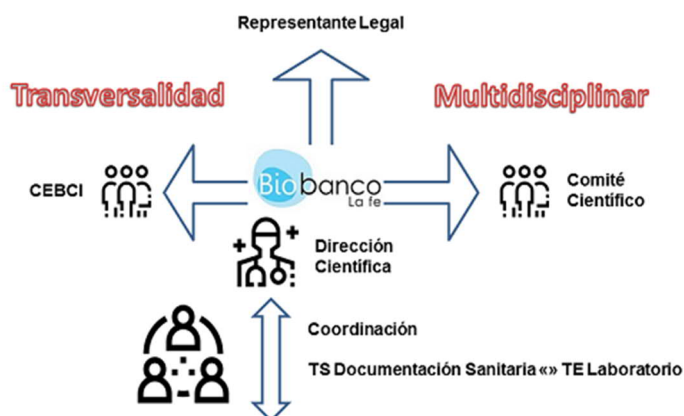 Representante Legal
Transversalidad
Multidisciplinar
CEBCI
Biobanco
La fe
Comité
Científico
Dirección
Científica
Coordinación
TS Documentación Sanitaria «» TE Laboratorio